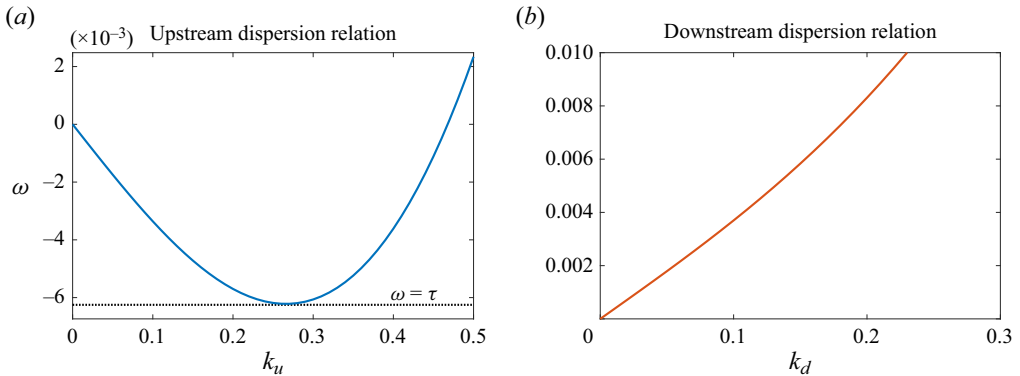 (a)
(×10⁻³)
Upstream dispersion relation
2
0
−2
−4
−6
ω
ω = τ
0
0.1
0.2
0.3
0.4
0.5
k_u
(b)
Downstream dispersion relation
0.010
0.008
0.006
0.004
0.002
0
0.1
0.2
0.3
k_d